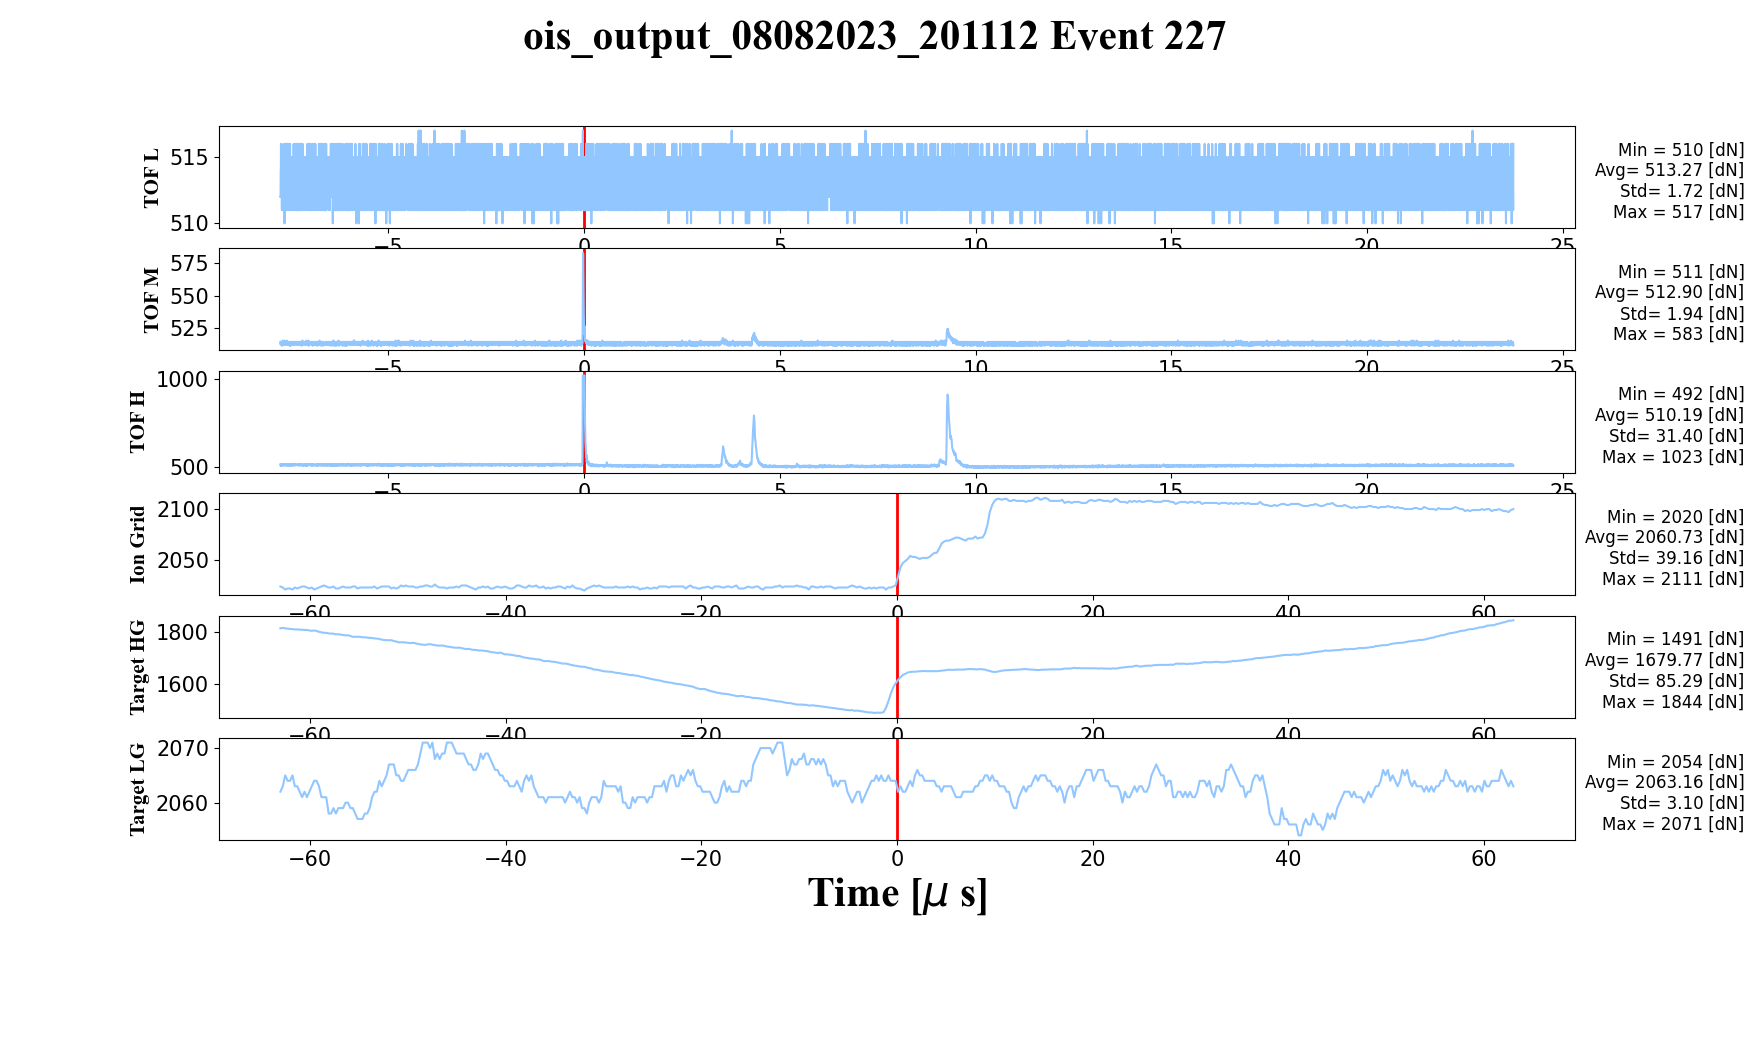 ois_output_08082023_201112 Event 227
TOF L
515
510
−5 0 5 10 15 20 25
Min = 510 [dN]
Avg= 513.27 [dN]
Std= 1.72 [dN]
Max = 517 [dN]
TOF M
575
550
525
−5 0 5 10 15 20 25
Min = 511 [dN]
Avg= 512.90 [dN]
Std= 1.94 [dN]
Max = 583 [dN]
TOF H
1000
500
−5 0 5 10 15 20 25
Min = 492 [dN]
Avg= 510.19 [dN]
Std= 31.40 [dN]
Max = 1023 [dN]
Ion Grid
2100
2050
−60 −40 −20 0 20 40 60
Min = 2020 [dN]
Avg= 2060.73 [dN]
Std= 39.16 [dN]
Max = 2111 [dN]
Target HG
1800
1600
−60 −40 −20 0 20 40 60
Min = 1491 [dN]
Avg= 1679.77 [dN]
Std= 85.29 [dN]
Max = 1844 [dN]
Target LG
2070
2060
−60 −40 −20 0 20 40 60
Min = 2054 [dN]
Avg= 2063.16 [dN]
Std= 3.10 [dN]
Max = 2071 [dN]
Time [μ s]